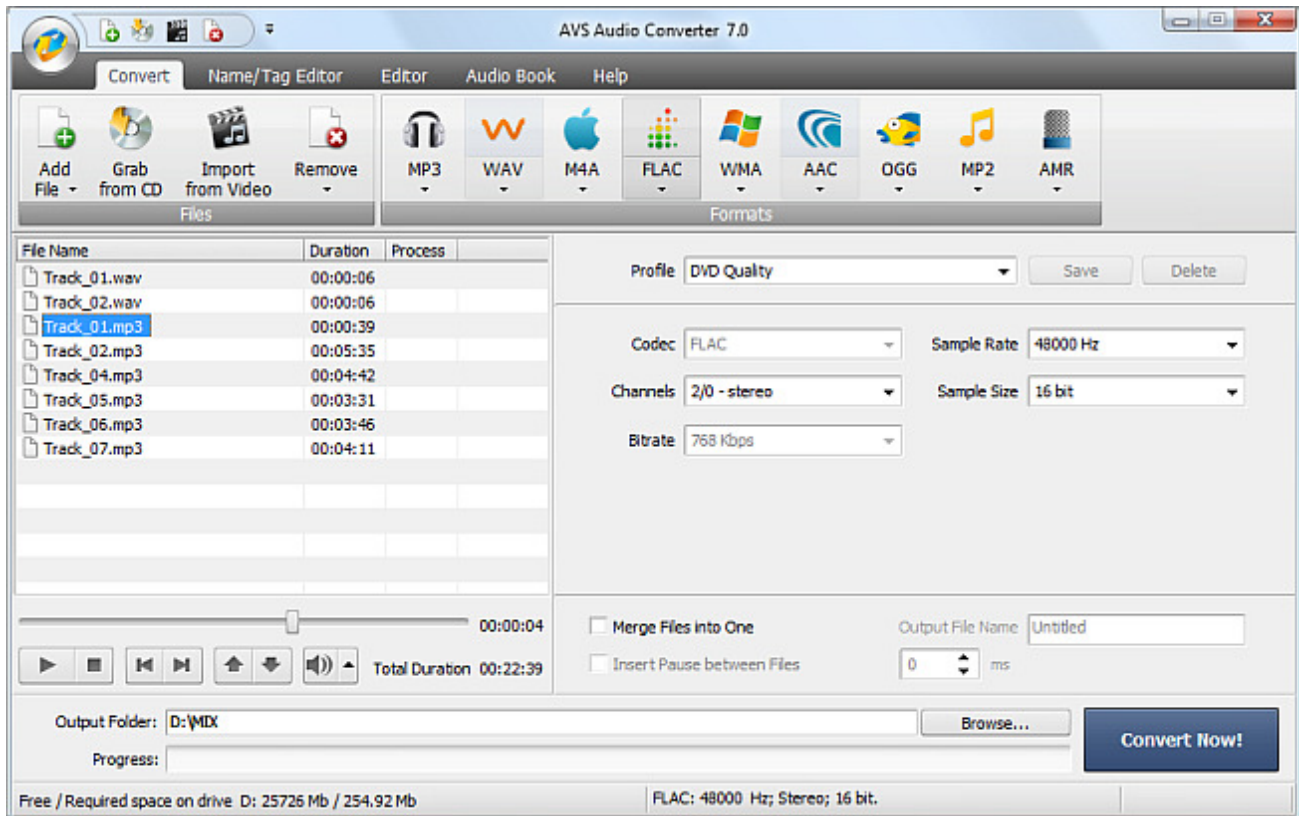 AVS Audio Converter 7.0
Convert Name/Tag Editor Editor Audio Book Help
Add File Grab from CD Import from Video Remove MP3 WAV M4A FLAC WMA AAC OGG MP2 AMR
Files Formats
File Name Duration Process
Track_01.wav 00:00:06
Track_02.wav 00:00:06
Track_01.mp3 00:00:39
Track_02.mp3 00:05:35
Track_04.mp3 00:04:42
Track_05.mp3 00:03:31
Track_06.mp3 00:03:46
Track_07.mp3 00:04:11
00:00:04
Total Duration 00:22:39
Profile DVD Quality Save Delete
Codec FLAC Sample Rate 48000 Hz
Channels 2/0 - stereo Sample Size 16 bit
Bitrate 768 Kbps
Merge Files into One Output File Name Untitled
Insert Pause between Files 0 ms
Output Folder: D:\MIX Browse...
Progress:
Convert Now!
Free / Required space on drive D: 25726 Mb / 254.92 Mb FLAC: 48000 Hz; Stereo; 16 bit.